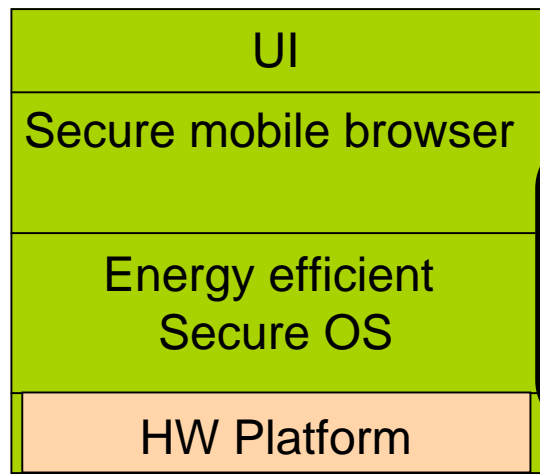 UI
Secure mobile browser
Energy efficient
Secure OS
HW Platform